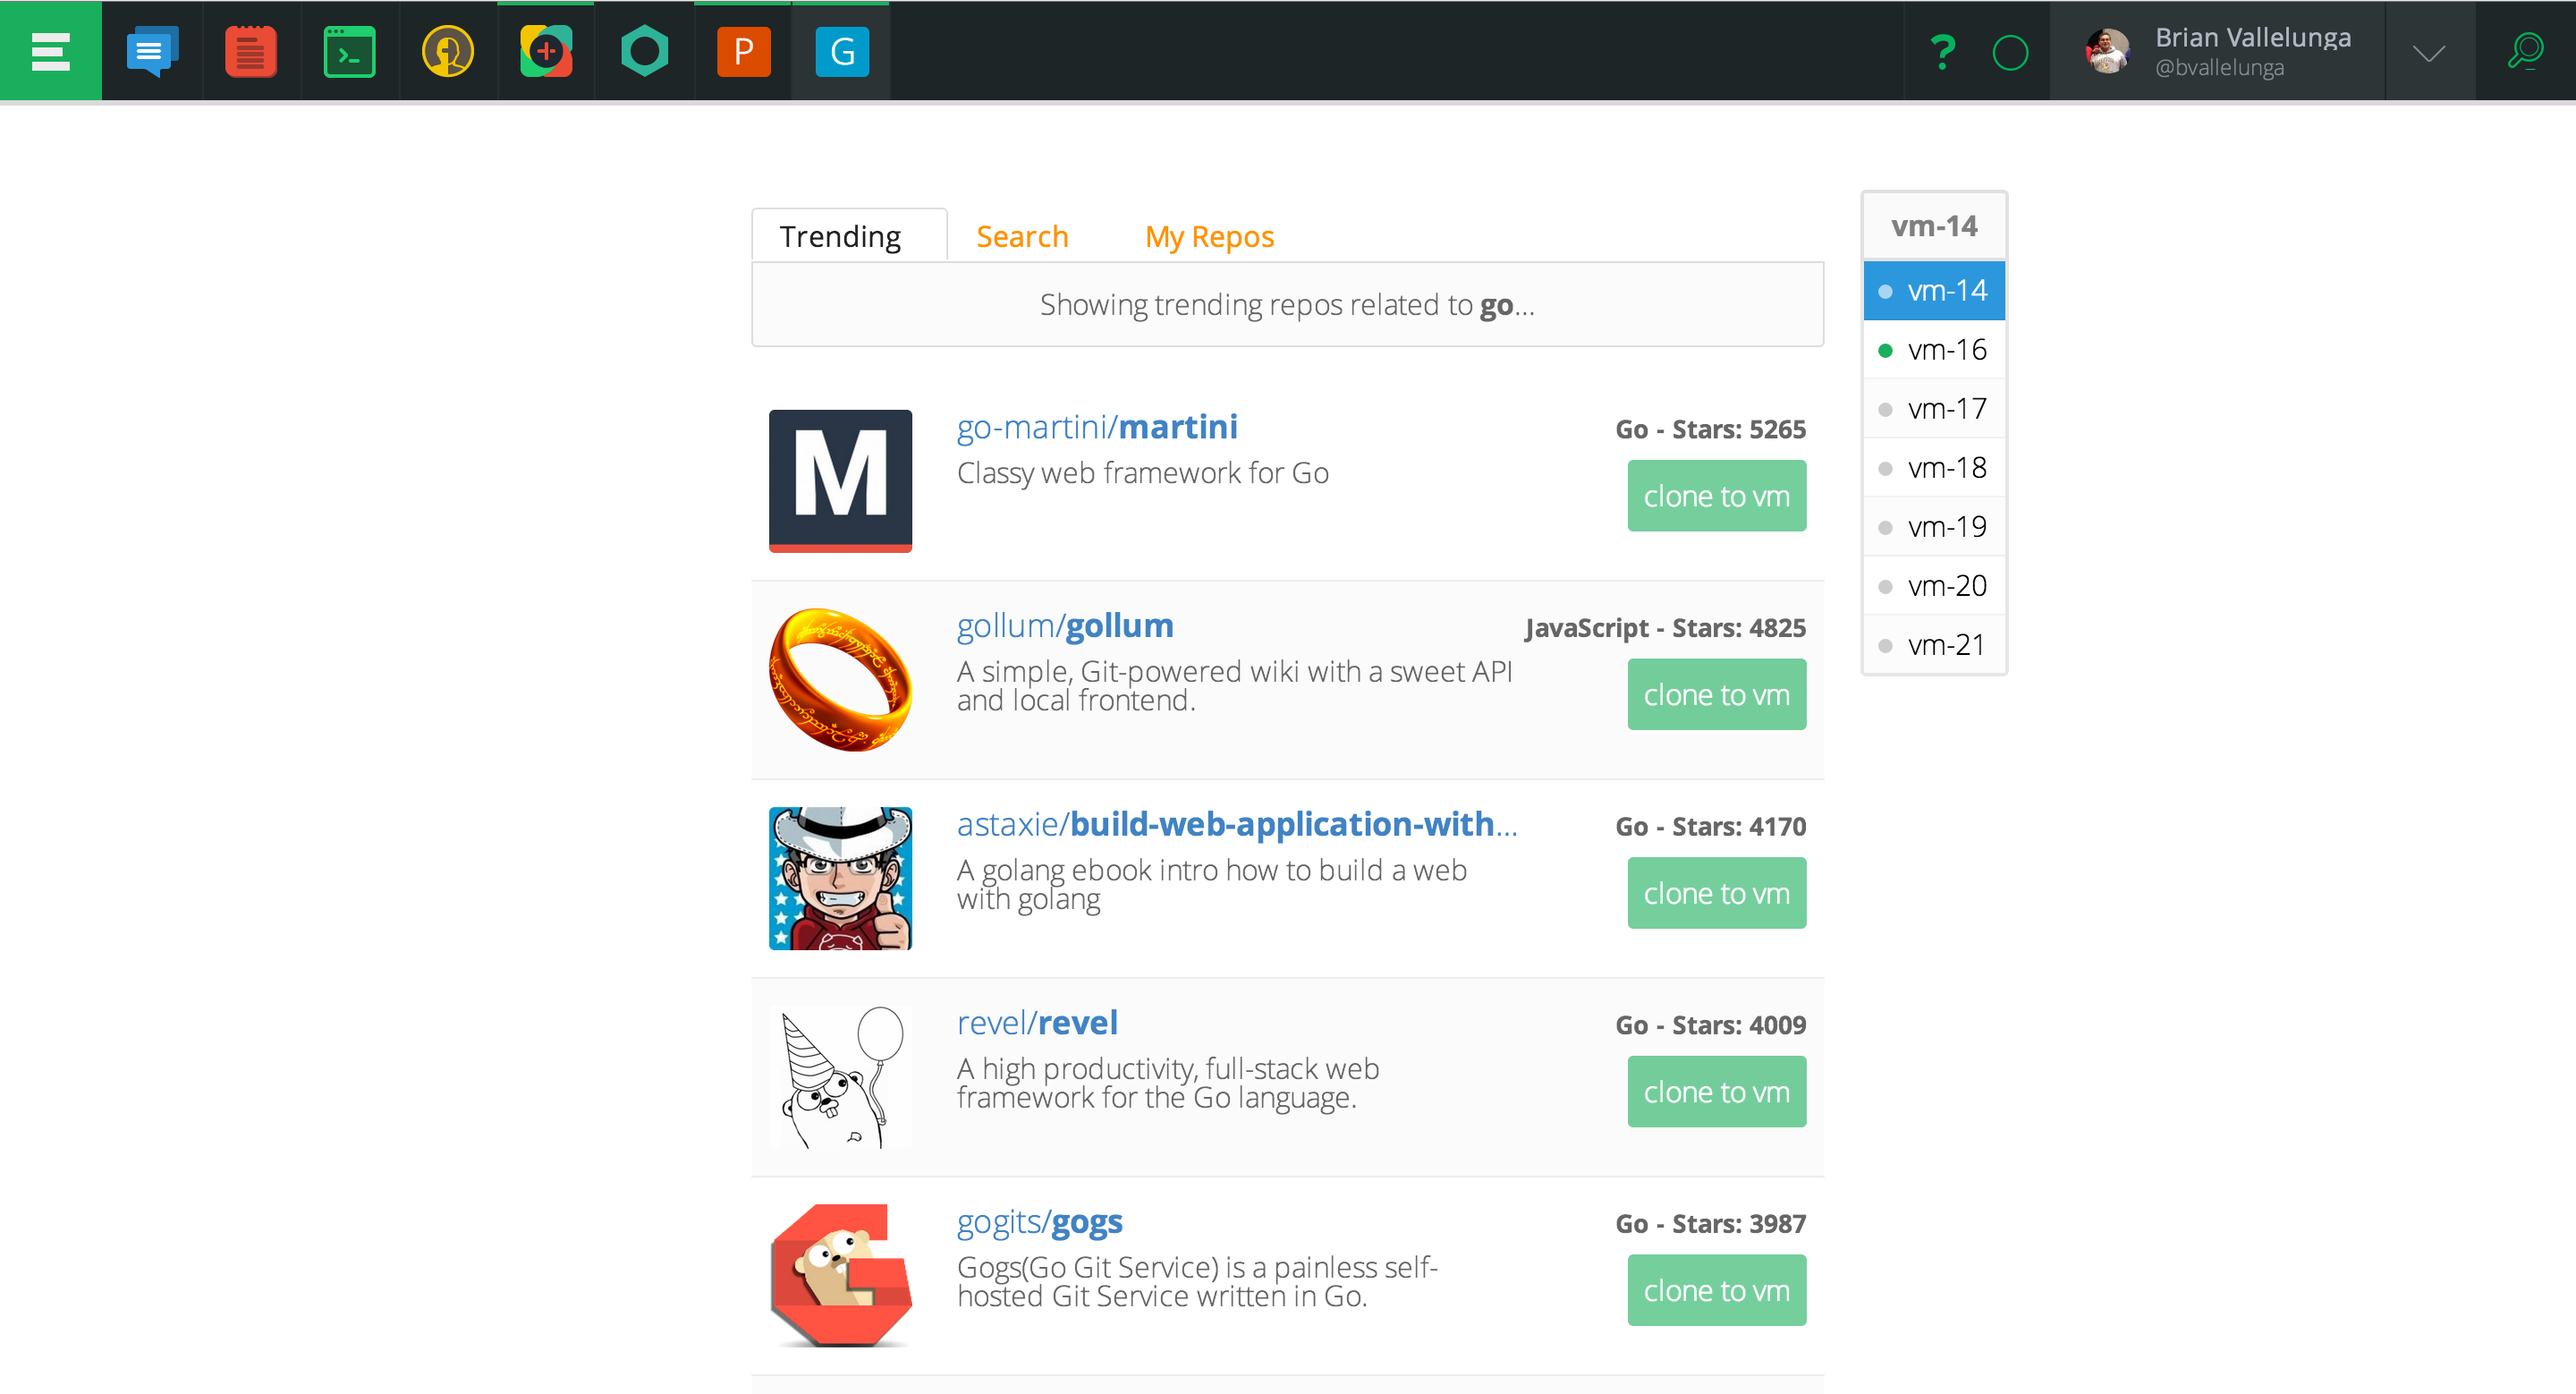 P
G
?
Brian Vallelunga
@bvallelunga
Trending
Search
My Repos
Showing trending repos related to go...
vm-14
vm-14
vm-16
vm-17
vm-18
vm-19
vm-20
vm-21
M
go-martini/martini
Classy web framework for Go
Go - Stars: 5265
clone to vm
gollum/gollum
A simple, Git-powered wiki with a sweet API
and local frontend.
JavaScript - Stars: 4825
clone to vm
astaxie/build-web-application-with...
A golang ebook intro how to build a web
with golang
Go - Stars: 4170
clone to vm
revel/revel
A high productivity, full-stack web
framework for the Go language.
Go - Stars: 4009
clone to vm
gogits/gogs
Gogs(Go Git Service) is a painless self-
hosted Git Service written in Go.
Go - Stars: 3987
clone to vm